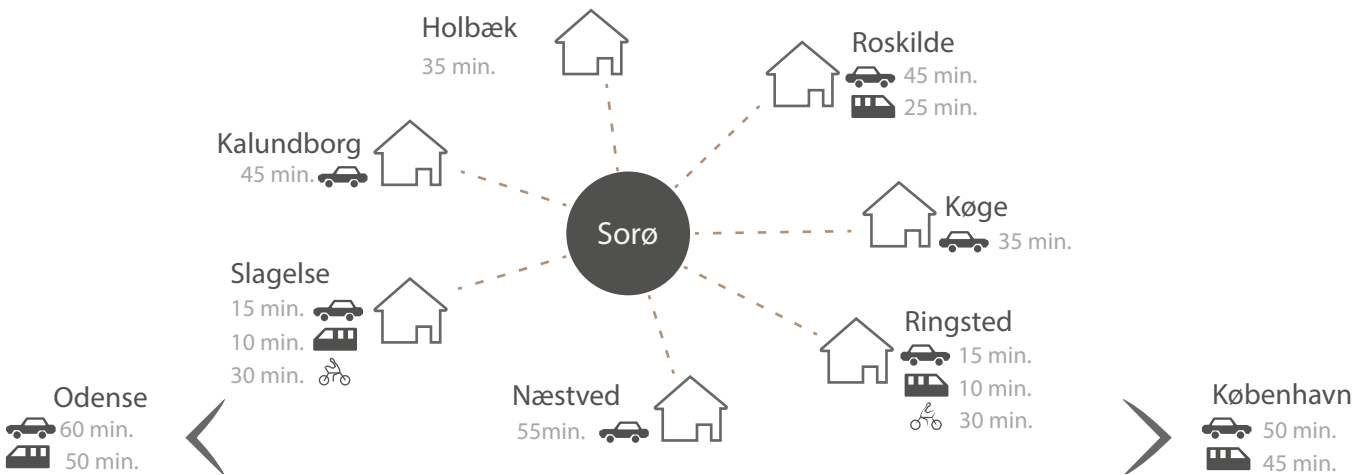 Holbæk
35 min.
Roskilde
45 min.
25 min.
Kalundborg
45 min.
Sorø
Køge
35 min.
Slagelse
15 min.
10 min.
30 min.
Ringsted
15 min.
10 min.
30 min.
Næstved
55min.
Odense
60 min.
50 min.
København
50 min.
45 min.